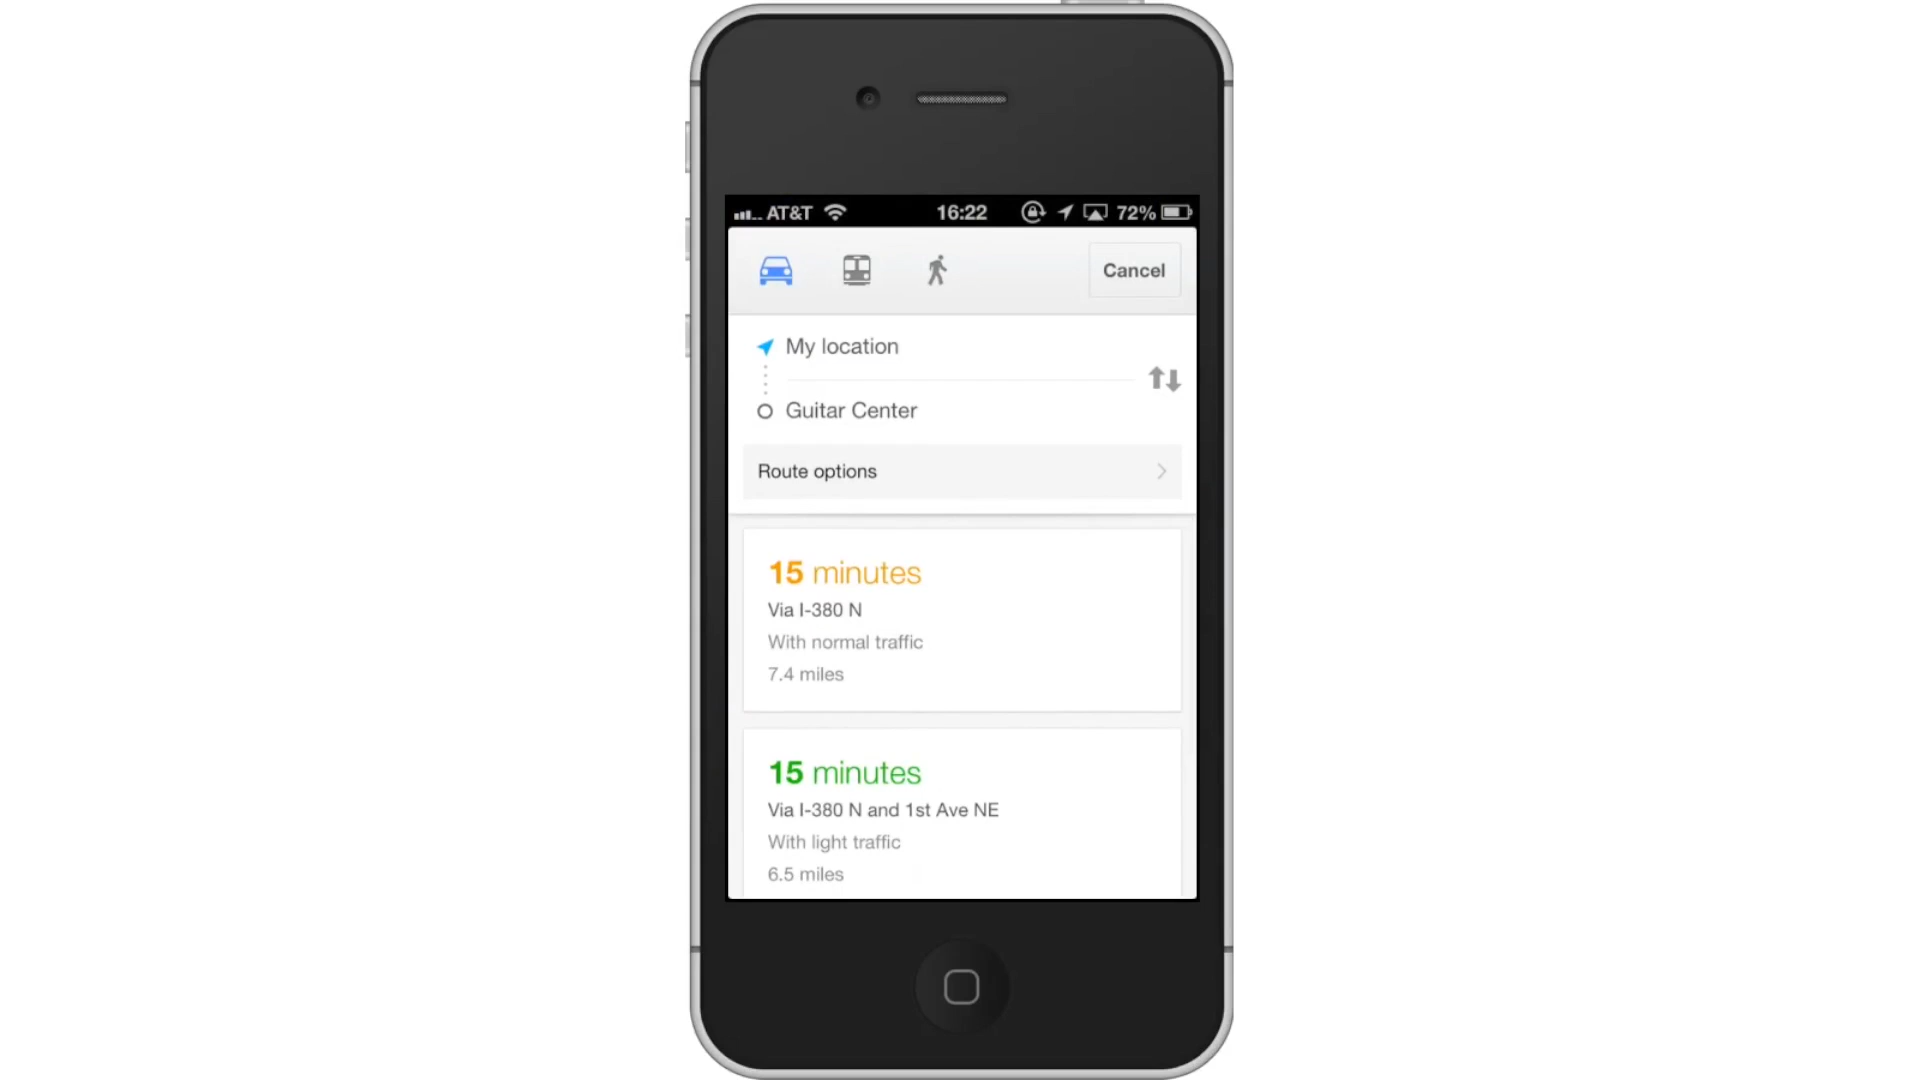 AT&T 16:22 72%
Cancel
My location
Guitar Center
Route options
15 minutes
Via I-380 N
With normal traffic
7.4 miles
15 minutes
Via I-380 N and 1st Ave NE
With light traffic
6.5 miles